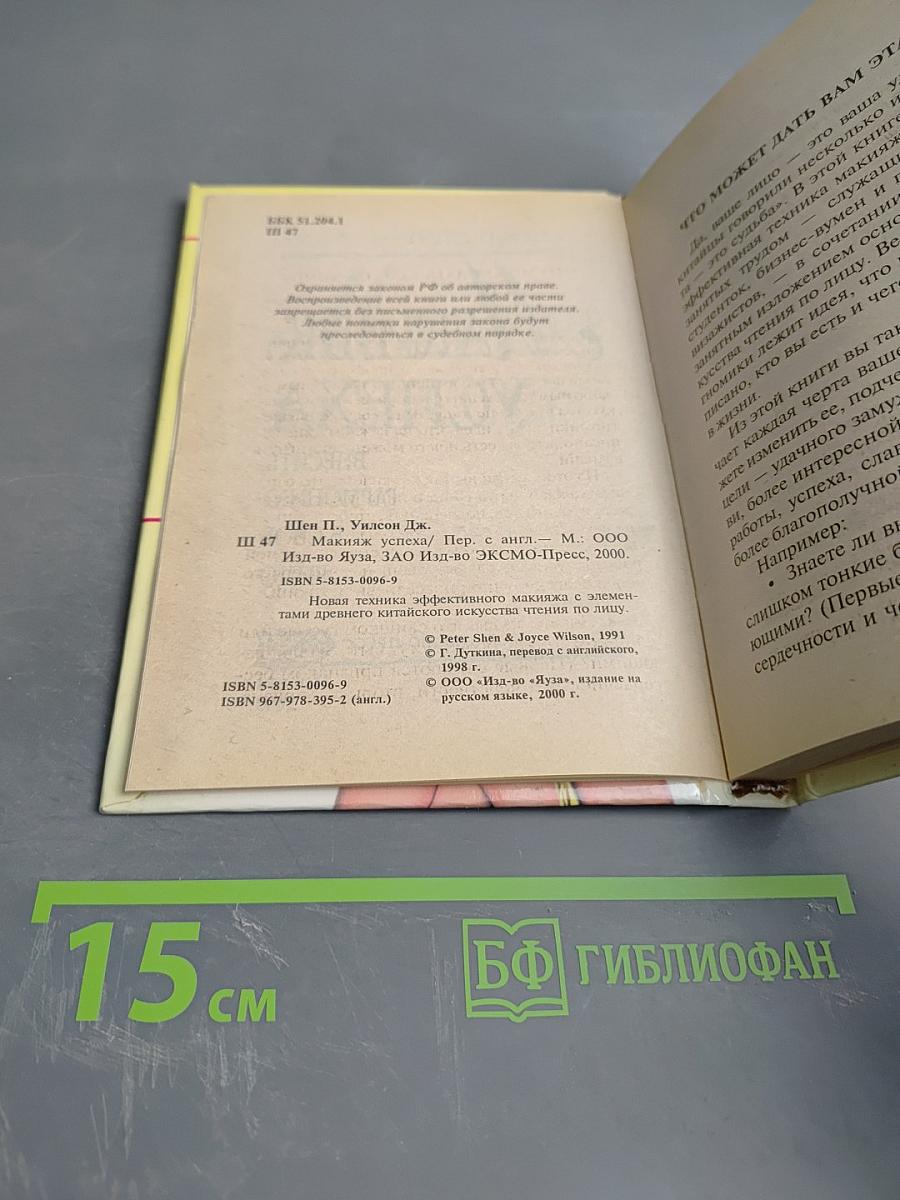 ББК 51.204.1
Ш 47
Охраняется законом РФ об авторском праве.
Воспроизведение всей книги или любой ее части
запрещается без письменного разрешения издателя.
Любые попытки нарушения закона будут
преследоваться в судебном порядке.
Шен П., Уилсон Дж.
Ш 47 Макияж успеха/ Пер. с англ.— М.: ООО
Изд-во Яуза, ЗАО Изд-во ЭКСМО-Пресс, 2000.
ISBN 5-8153-0096-9
Новая техника эффективного макияжа с элемен-
тами древнего китайского искусства чтения по лицу.
© Peter Shen & Joyce Wilson, 1991
© Г. Дуткина, перевод с английского,
1998 г.
ISBN 5-8153-0096-9
© ООО «Изд-во «Яуза», издание на
ISBN 967-978-395-2 (англ.)
русском языке, 2000 г.
ЧТО МОЖЕТ ДАТЬ ВАМ ЭТА
Да, ваше лицо — это ваша
китайцы говорили несколько
та — это судьба». В этой книге
эффективная техника макияж
занятых трудом — служащи
студенток, бизнес-вумен и
визажистов, — в сочетании
занятным изложением осно
кусства чтения по лицу. Ве
гномики лежит идея, что
писано, кто вы есть и чего
в жизни.
Из этой книги вы так
чает каждая черта ваше
жете изменить ее, подче
цели — удачного замуж
ви, более интересной
работы, успеха, слав
более благополучной
Например:
• Знаете ли вы
слишком тонкие б
ющими? (Первые
сердечности и че
15 см
БФ ГИБЛИОФАН